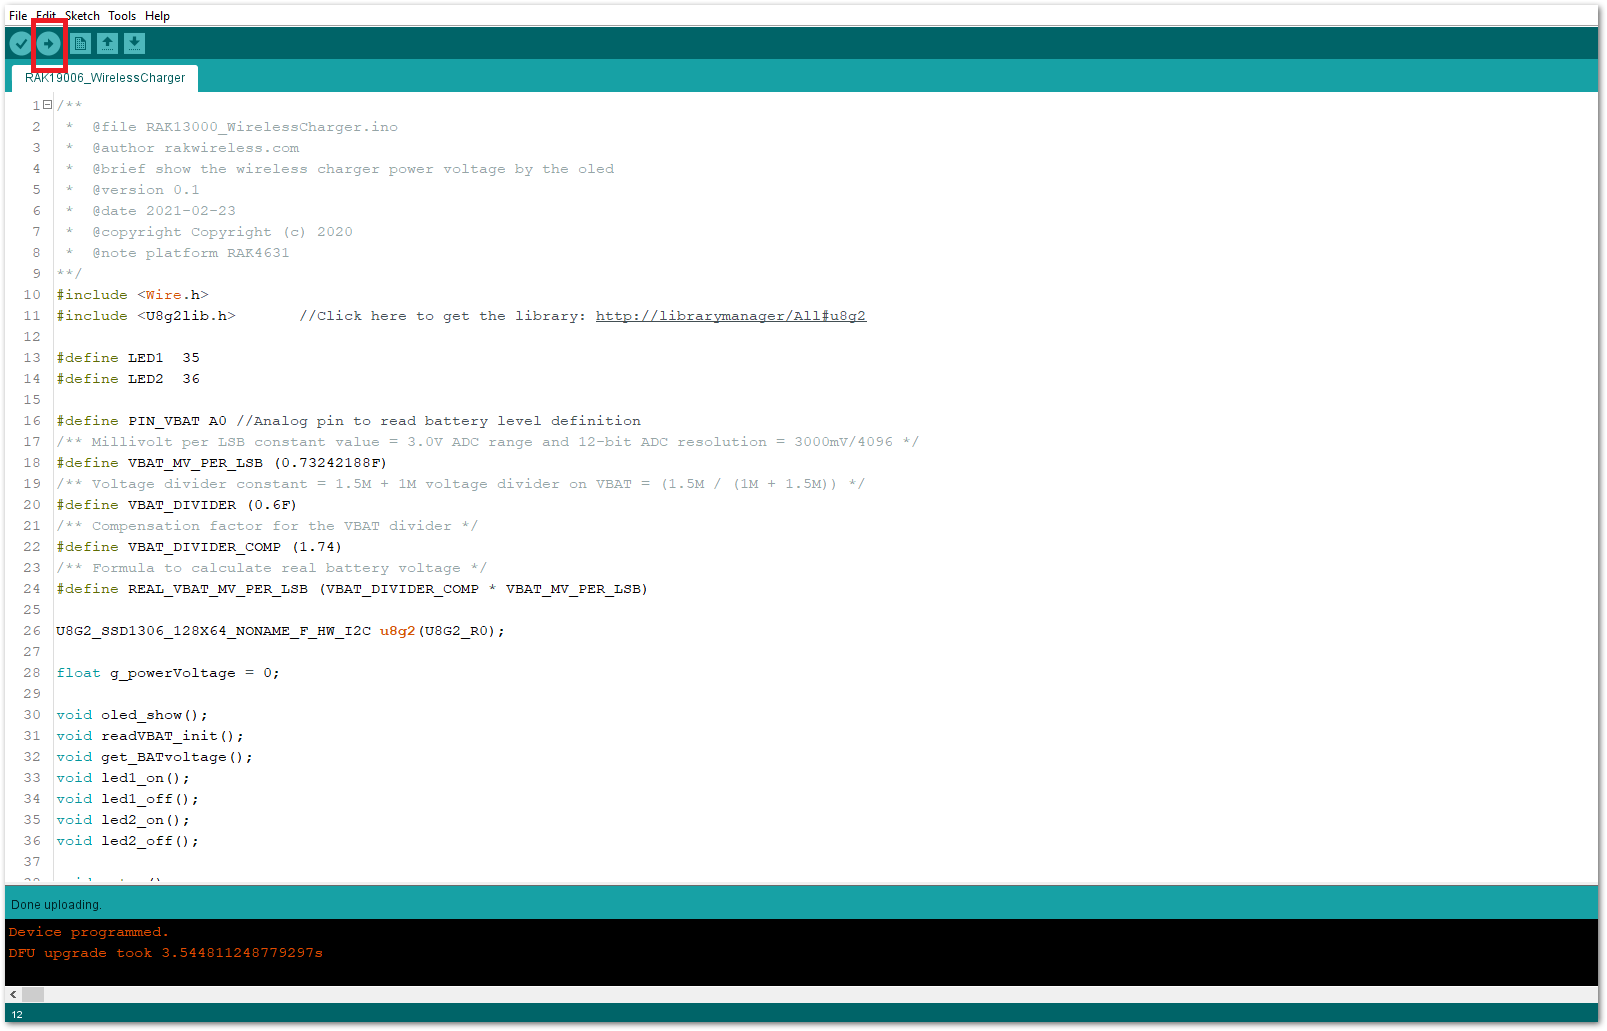 File Edit Sketch Tools Help
RAK19006_WirelessCharger
1 /**
2  *  @file RAK13000_WirelessCharger.ino
3  *  @author rakwireless.com
4  *  @brief show the wireless charger power voltage by the oled
5  *  @version 0.1
6  *  @date 2021-02-23
7  *  @copyright Copyright (c) 2020
8  *  @note platform RAK4631
9 **/
10 #include <Wire.h>
11 #include <U8g2lib.h>       //Click here to get the library: http://librarymanager/All#u8g2
12
13 #define LED1  35
14 #define LED2  36
15
16 #define PIN_VBAT A0 //Analog pin to read battery level definition
17 /** Millivolt per LSB constant value = 3.0V ADC range and 12-bit ADC resolution = 3000mV/4096 */
18 #define VBAT_MV_PER_LSB (0.73242188F)
19 /** Voltage divider constant = 1.5M + 1M voltage divider on VBAT = (1.5M / (1M + 1.5M)) */
20 #define VBAT_DIVIDER (0.6F)
21 /** Compensation factor for the VBAT divider */
22 #define VBAT_DIVIDER_COMP (1.74)
23 /** Formula to calculate real battery voltage */
24 #define REAL_VBAT_MV_PER_LSB (VBAT_DIVIDER_COMP * VBAT_MV_PER_LSB)
25
26 U8G2_SSD1306_128X64_NONAME_F_HW_I2C u8g2(U8G2_R0);
27
28 float g_powerVoltage = 0;
29
30 void oled_show();
31 void readVBAT_init();
32 void get_BATvoltage();
33 void led1_on();
34 void led1_off();
35 void led2_on();
36 void led2_off();
37
Done uploading.
Device programmed.
DFU upgrade took 3.544811248779297s
12